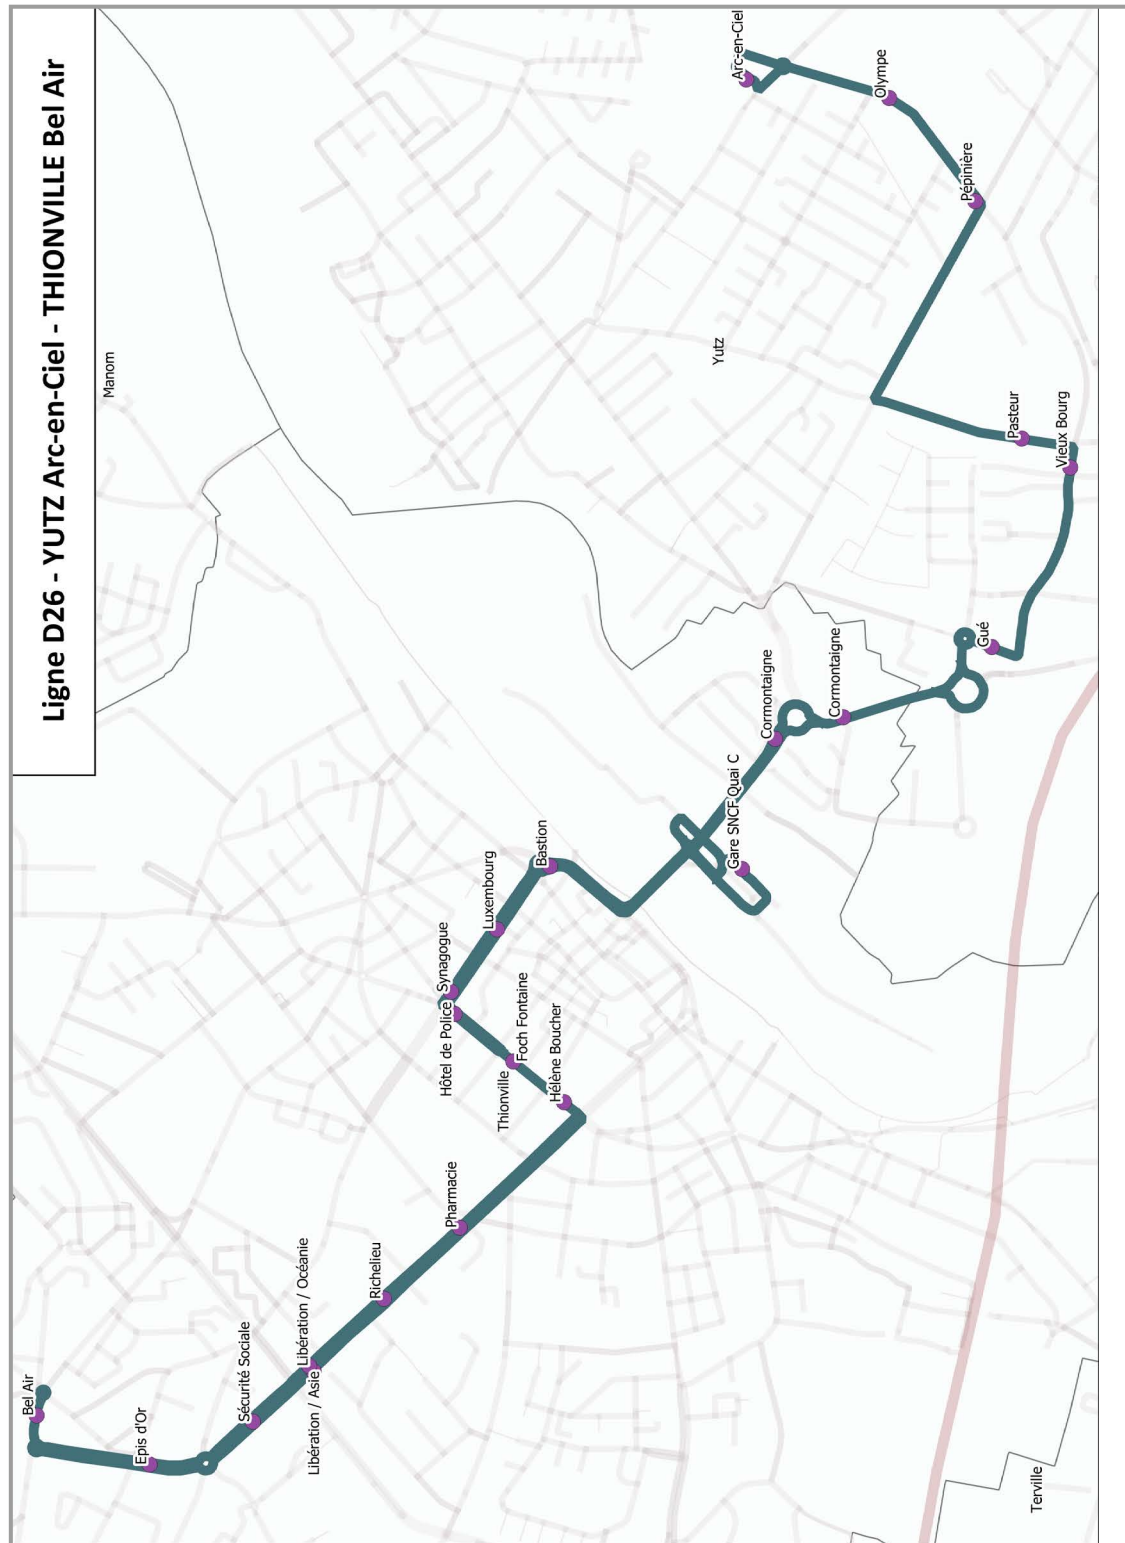 Ligne D26 - YUTZ Arc-en-Ciel - THIONVILLE Bel Air
Manom
Arc-en-Ciel
Olympe
Pépinière
Yutz
Pasteur
Vieux Bourg
Gué
Cormontaigne
Cormontaigne
Gare SNCF Quai C
Bastion
Luxembourg
Synagogue
Hôtel de Police
Foch Fontaine
Thionville
Hélène Boucher
Pharmacie
Richelieu
Libération / Océanie
Libération / Asie
Sécurité Sociale
Epis d'Or
Bel Air
Terville